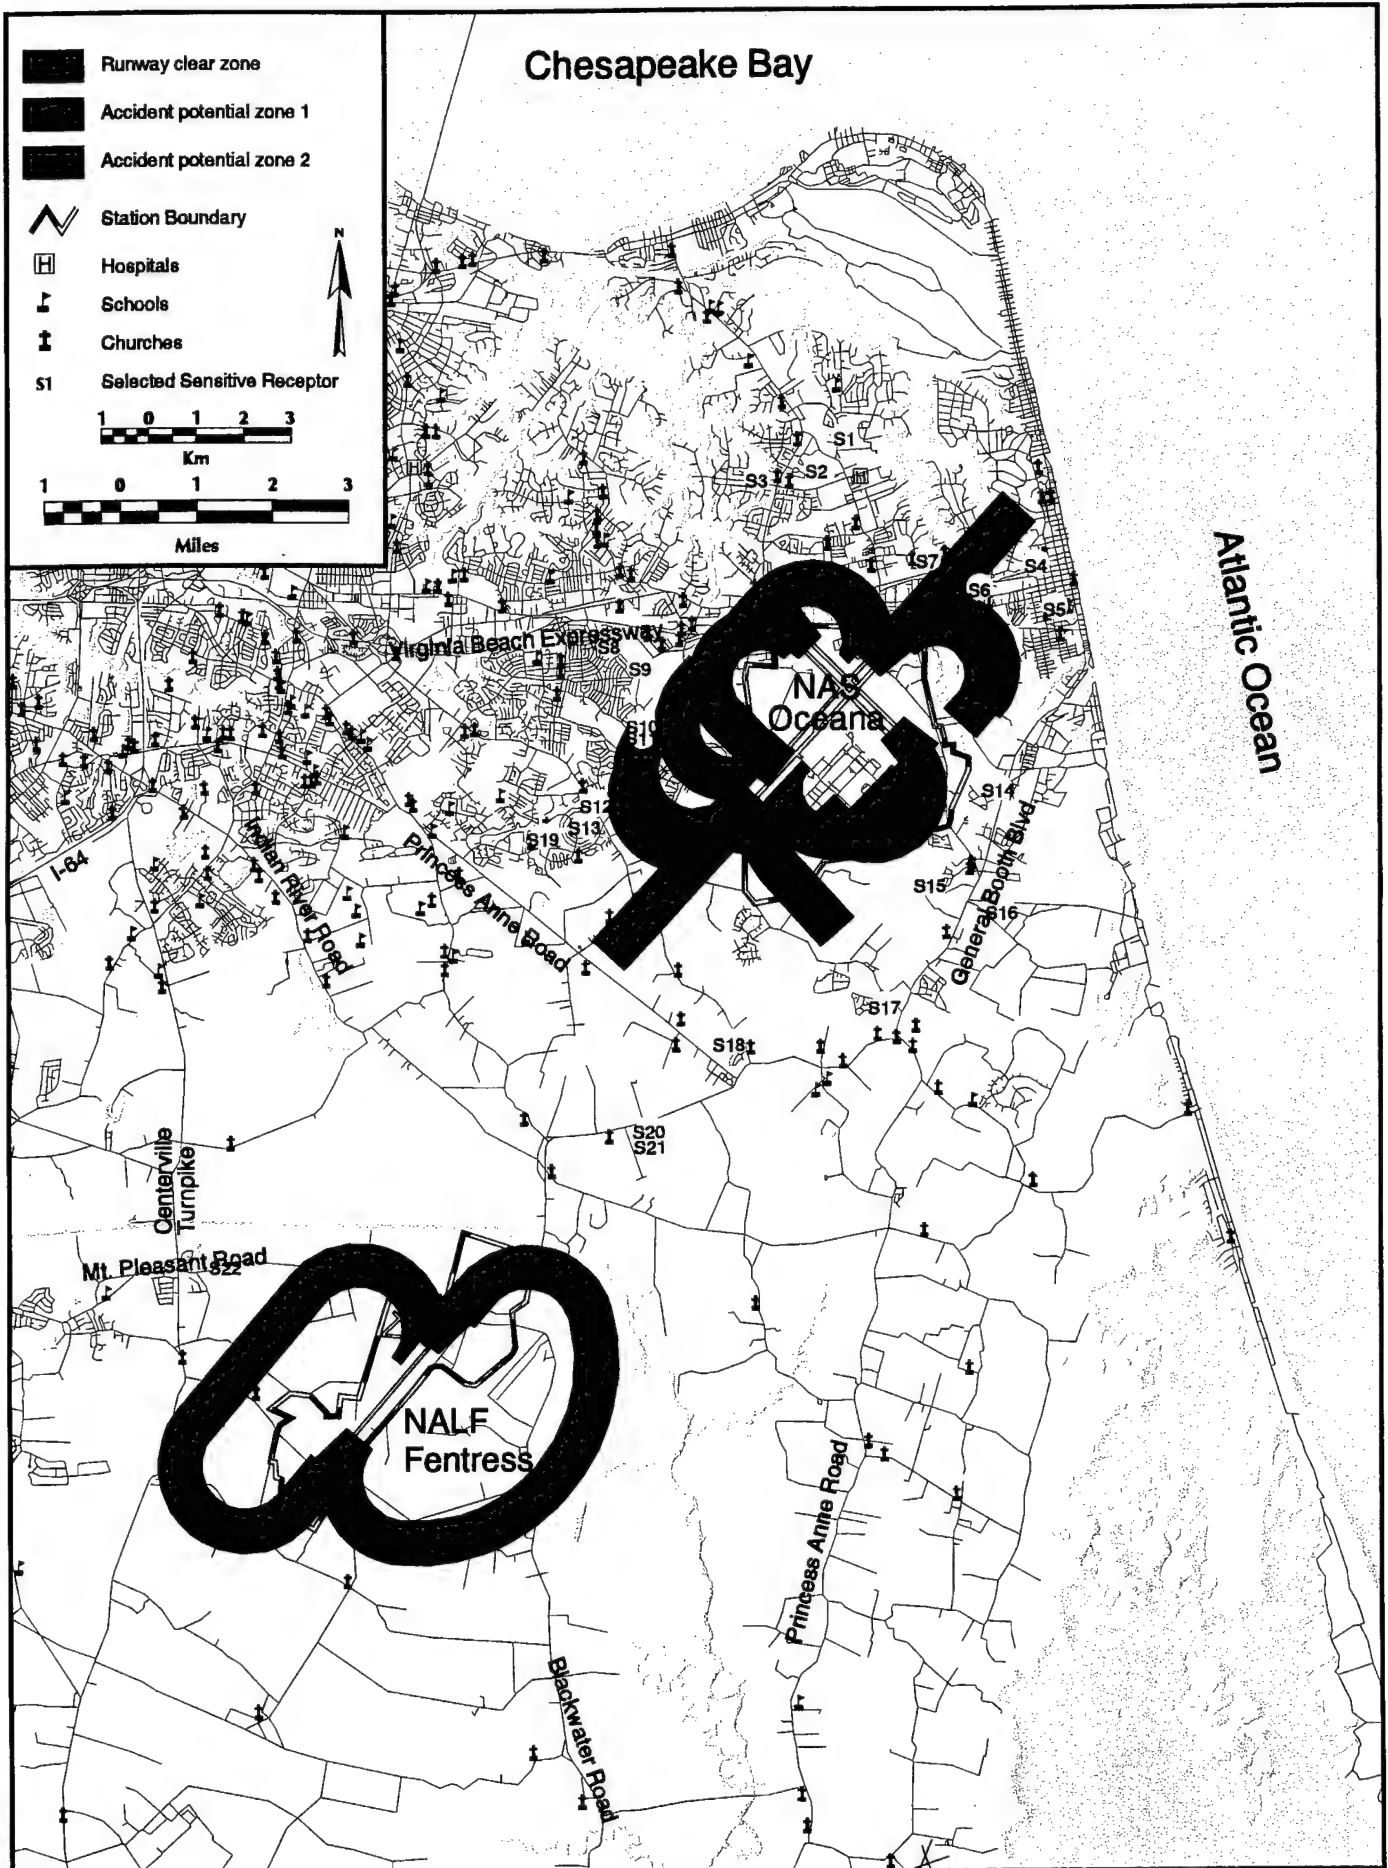 Chesapeake Bay
Runway clear zone
Accident potential zone 1
Accident potential zone 2
Station Boundary
N
H
Hospitals
Schools
Churches
S1
Selected Sensitive Receptor
1 0 1 2 3
Km
1 0 1 2 3
Miles
H
S1
S2
S3
H
Atlantic Ocean
S7
S4
S6
S5
Virginia Beach Expressway
S8
S9
NAS
Oceana
S10
S14
S12
S13
S19
I-64
Indian River Road
Princess Anne Road
General Booth Blvd
S15
S16
S17
S18
S20
S21
Centerville
Turnpike
Mt. Pleasant Road
S22
NALF
Fentress
Princess Anne Road
Blackwater Road